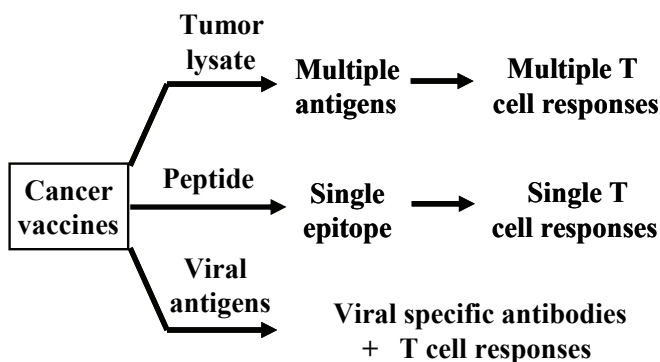 Tumor
lysate
Multiple
antigens
Multiple T
cell responses
Cancer
vaccines
Peptide
Single
epitope
Single T
cell responses
Viral
antigens
Viral specific antibodies
+ T cell responses